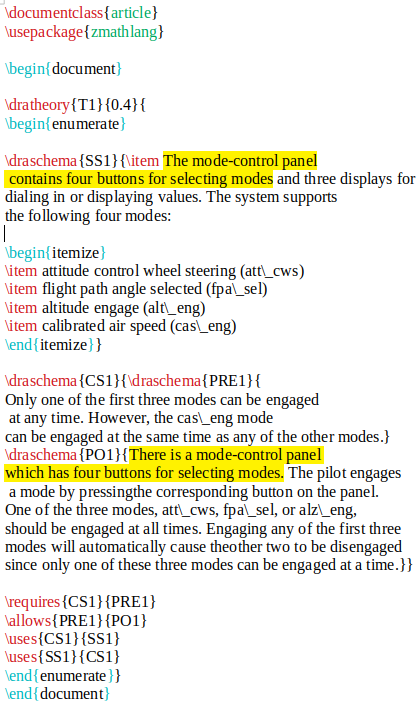 \documentclass{article}
\usepackage{zmathlang}
\begin{document}
\dratheory{T1}{0.4}{
\begin{enumerate}
\draschema{SS1}{\item The mode-control panel
contains four buttons for selecting modes and three displays for
dialing in or displaying values. The system supports
the following four modes:
\begin{itemize}
\item attitude control wheel steering (att\_cws)
\item flight path angle selected (fpa\_sel)
\item altitude engage (alt\_eng)
\item calibrated air speed (cas\_eng)
\end{itemize}}
\draschema{CS1}{\draschema{PRE1}{
Only one of the first three modes can be engaged
at any time. However, the cas\_eng mode
can be engaged at the same time as any of the other modes.}
\draschema{PO1}{There is a mode-control panel
which has four buttons for selecting modes. The pilot engages
a mode by pressingthe corresponding button on the panel.
One of the three modes, att\_cws, fpa\_sel, or alz\_eng,
should be engaged at all times. Engaging any of the first three
modes will automatically cause theother two to be disengaged
since only one of these three modes can be engaged at a time.}}
\requires{CS1}{PRE1}
\allows{PRE1}{PO1}
\uses{CS1}{SS1}
\uses{SS1}{CS1}
\end{enumerate}}
\end{document}